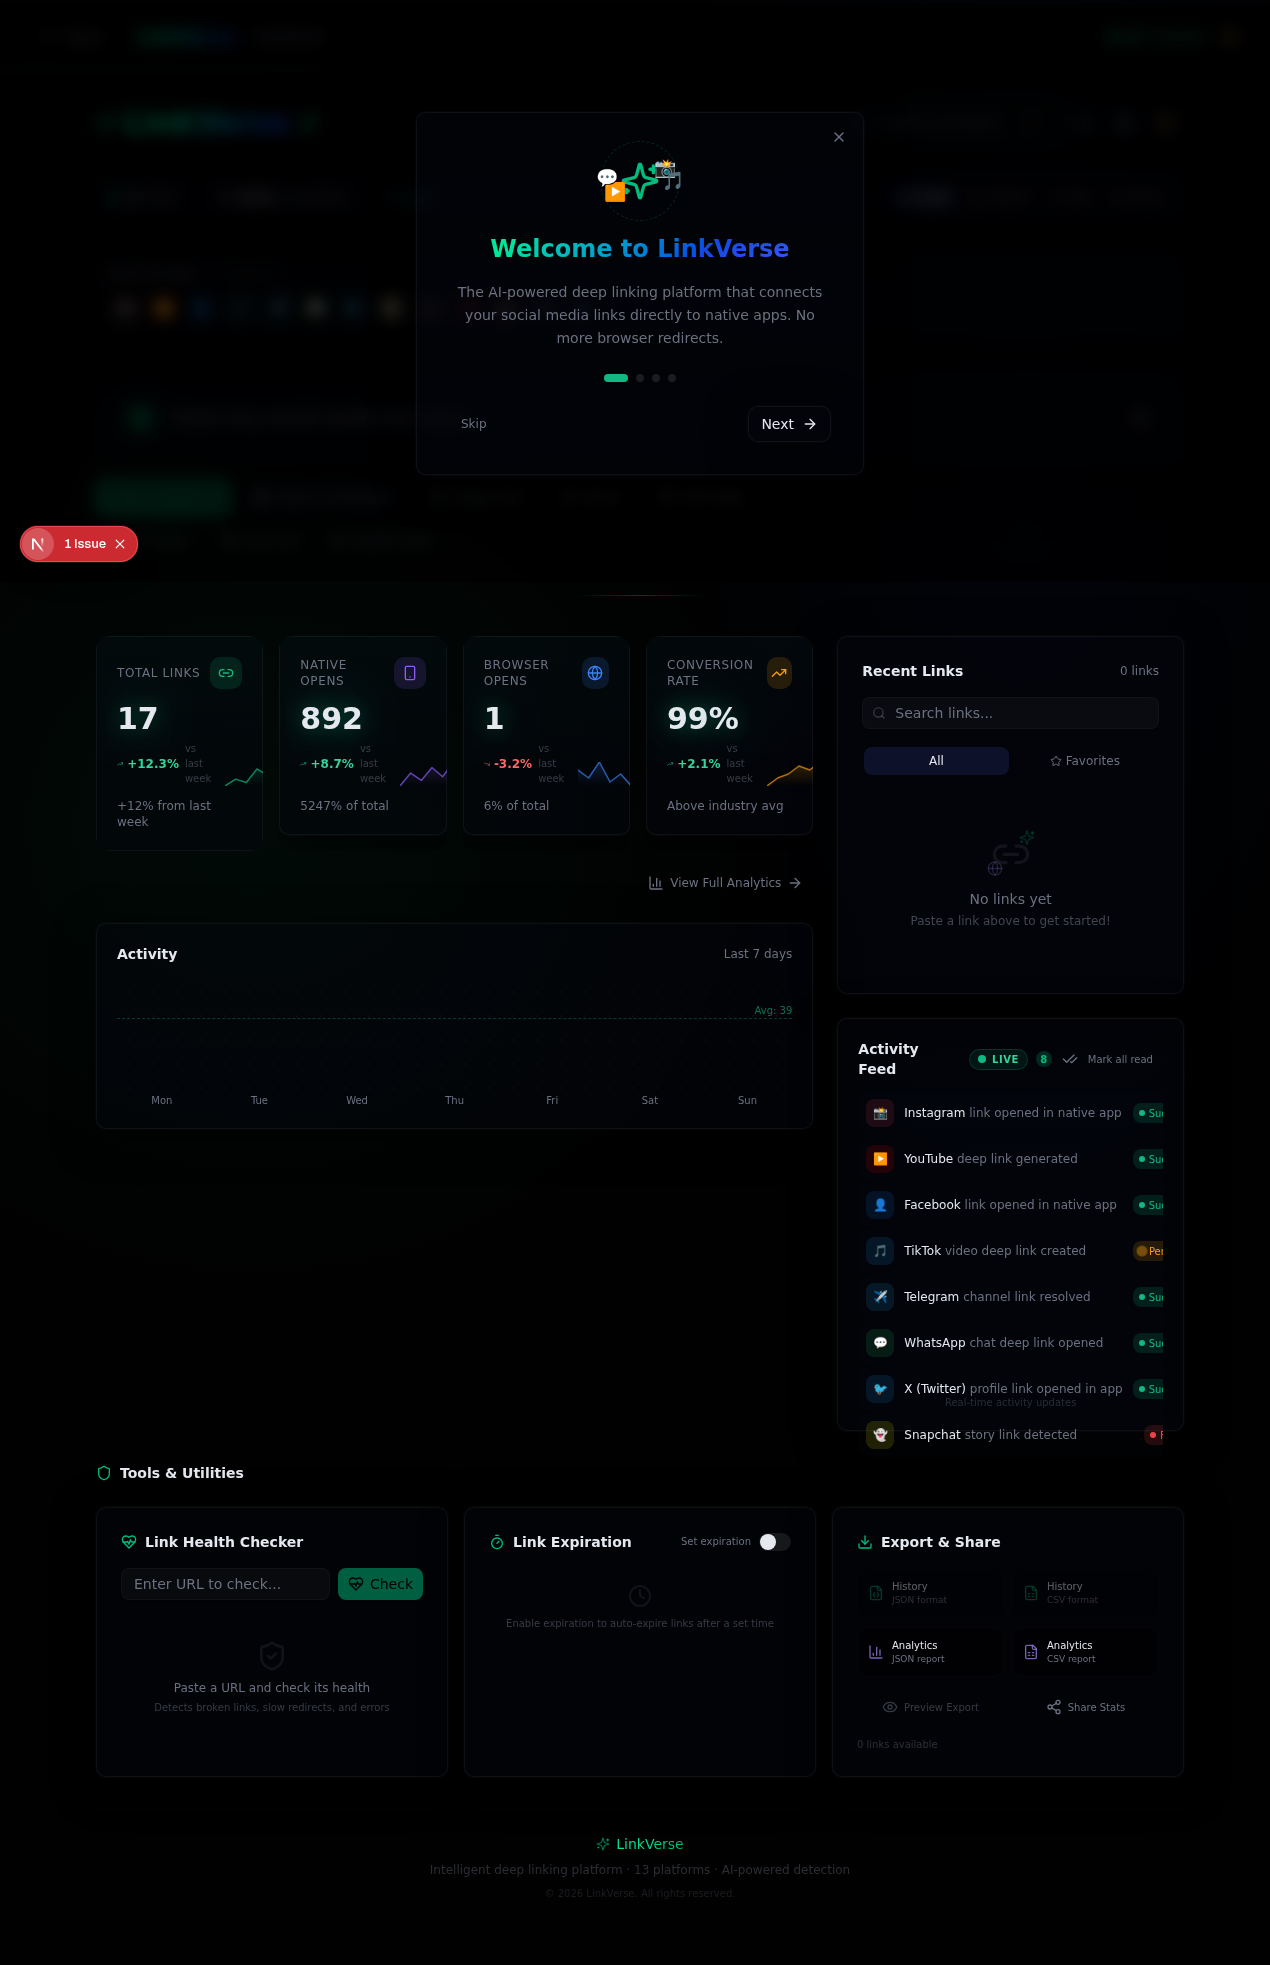 Welcome to LinkVerse
The AI-powered deep linking platform that connects
your social media links directly to native apps. No
more browser redirects.
Skip
Next
1 Issue
TOTAL LINKS
17
+12.3%
vs
last
week
+12% from last
week
NATIVE
OPENS
892
+8.7%
vs
last
week
5247% of total
BROWSER
OPENS
1
-3.2%
vs
last
week
6% of total
CONVERSION
RATE
99%
+2.1%
vs
last
week
Above industry avg
View Full Analytics
Activity
Last 7 days
Avg: 39
Mon Tue Wed Thu Fri Sat Sun
Recent Links
0 links
Search links...
All
Favorites
No links yet
Paste a link above to get started!
Activity
Feed
LIVE
8
Mark all read
Instagram link opened in native app
YouTube deep link generated
Facebook link opened in native app
TikTok video deep link created
Telegram channel link resolved
WhatsApp chat deep link opened
X (Twitter) profile link opened in app
Real-time activity updates
Snapchat story link detected
Tools & Utilities
Link Health Checker
Enter URL to check...
Check
Paste a URL and check its health
Detects broken links, slow redirects, and errors
Link Expiration
Set expiration
Enable expiration to auto-expire links after a set time
Export & Share
History
JSON format
History
CSV format
Analytics
JSON report
Analytics
CSV report
Preview Export
Share Stats
0 links available
LinkVerse
Intelligent deep linking platform · 13 platforms · AI-powered detection
© 2026 LinkVerse. All rights reserved.